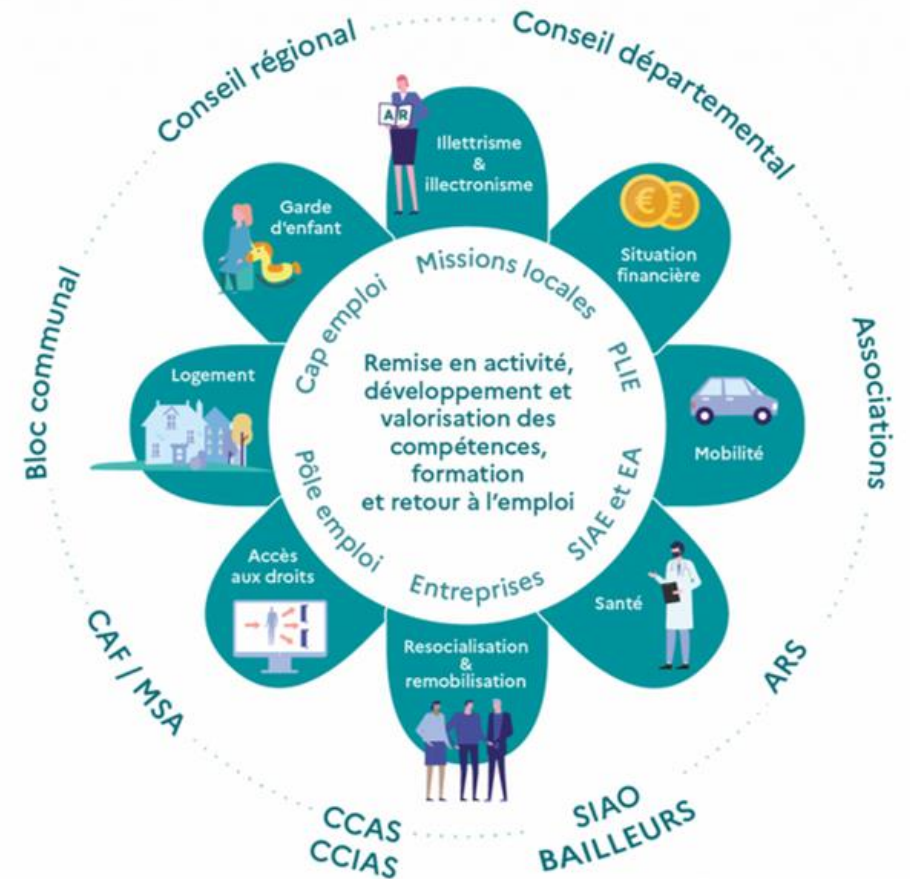 Conseil régional
Conseil départemental
Associations
ARS
SIAO
BAILLEURS
CCAS
CCIAS
CAF / MSA
Bloc communal
A R
Illettrisme
&
illectronisme
Situation
financière
Mobilité
Santé
Resocialisation
&
remobilisation
Accès
aux droits
Logement
Garde
d'enfant
Missions locales
PLIE
SIAE et EA
Entreprises
Pôle emploi
Cap emploi
Remise en activité,
développement et
valorisation des
compétences,
formation
et retour à l'emploi